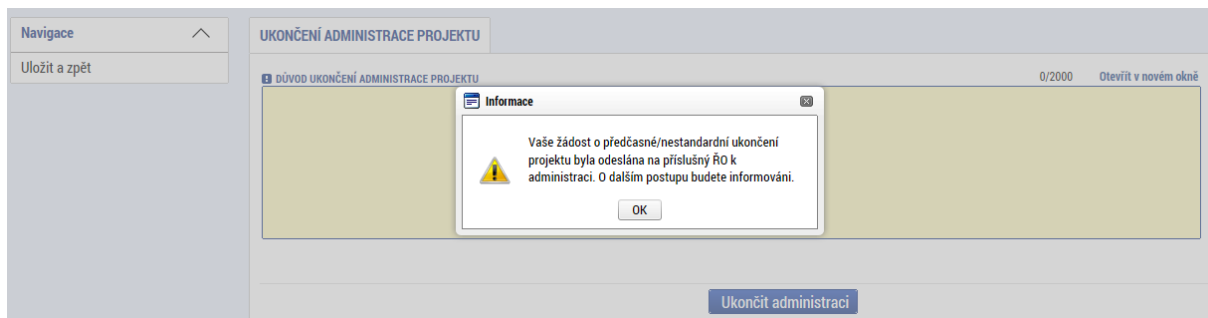 Navigace
Uložit a zpět
UKONČENÍ ADMINISTRACE PROJEKTU
DŮVOD UKONČENÍ ADMINISTRACE PROJEKTU
0/2000 Otevřít v novém okně
Informace
Vaše žádost o předčasné/nestandardní ukončení
projektu byla odeslána na příslušný ŘO k
administraci. O dalším postupu budete informováni.
OK
Ukončit administraci